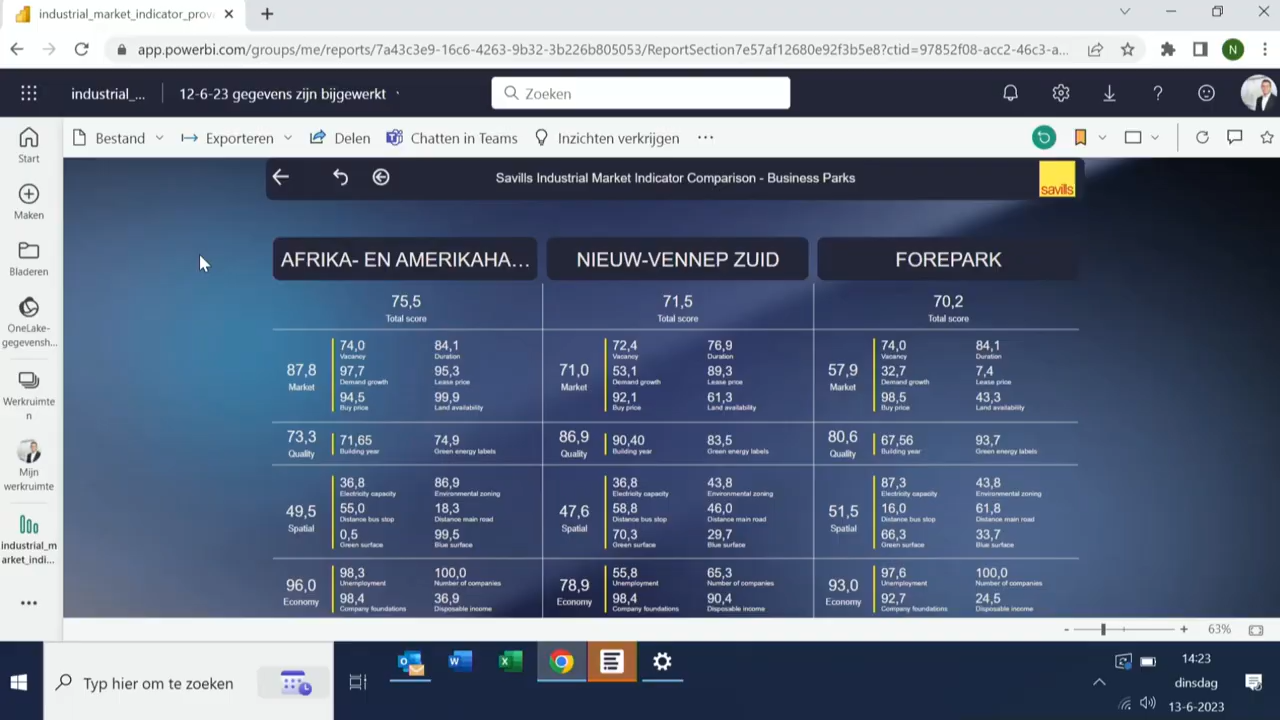 industrial_market_indicator_prov
app.powerbi.com/groups/me/reports/7a43c3e9-16c6-4263-9b32-3b226b805053/ReportSection7e57af12680e92f3b5e8?ctid=97852f08-acc2-46c3-a...
N
industrial_... 12-6-23 gegevens zijn bijgewerkt
Zoeken
Bestand Exporteren Delen Chatten in Teams Inzichten verkrijgen ...
Start
Maken
Bladeren
OneLake-
gegevensh...
Werkruimte
n
Mijn
werkruimte
industrial_m
arket_indi...
Savills Industrial Market Indicator Comparison - Business Parks
savills
AFRIKA- EN AMERIKAHA... NIEUW-VENNEP ZUID FOREPARK
75,5 71,5 70,2
Total score Total score Total score
87,8
Market
74,0 84,1
Vacancy Duration
97,7 95,3
Demand growth Lease price
94,5 99,9
Buy price Land availability
71,0
Market
72,4 76,9
Vacancy Duration
53,1 89,3
Demand growth Lease price
92,1 61,3
Buy price Land availability
57,9
Market
74,0 84,1
Vacancy Duration
32,7 7,4
Demand growth Lease price
98,5 43,3
Buy price Land availability
73,3
Quality
71,65 74,9
Building year Green energy labels
86,9
Quality
90,40 83,5
Building year Green energy labels
80,6
Quality
67,56 93,7
Building year Green energy labels
49,5
Spatial
36,8 86,9
Electricity capacity Environmental zoning
55,0 18,3
Distance bus stop Distance main road
0,5 99,5
Green surface Blue surface
47,6
Spatial
36,8 43,8
Electricity capacity Environmental zoning
58,8 46,0
Distance bus stop Distance main road
70,3 29,7
Green surface Blue surface
51,5
Spatial
87,3 43,8
Electricity capacity Environmental zoning
16,0 61,8
Distance bus stop Distance main road
66,3 33,7
Green surface Blue surface
96,0
Economy
98,3 100,0
Unemployment Number of companies
98,4 36,9
Company foundations Disposable income
78,9
Economy
55,8 65,3
Unemployment Number of companies
98,4 90,4
Company foundations Disposable income
93,0
Economy
97,6 100,0
Unemployment Number of companies
92,7 24,5
Company foundations Disposable income
- + 63%
Typ hier om te zoeken
14:23
dinsdag
13-6-2023